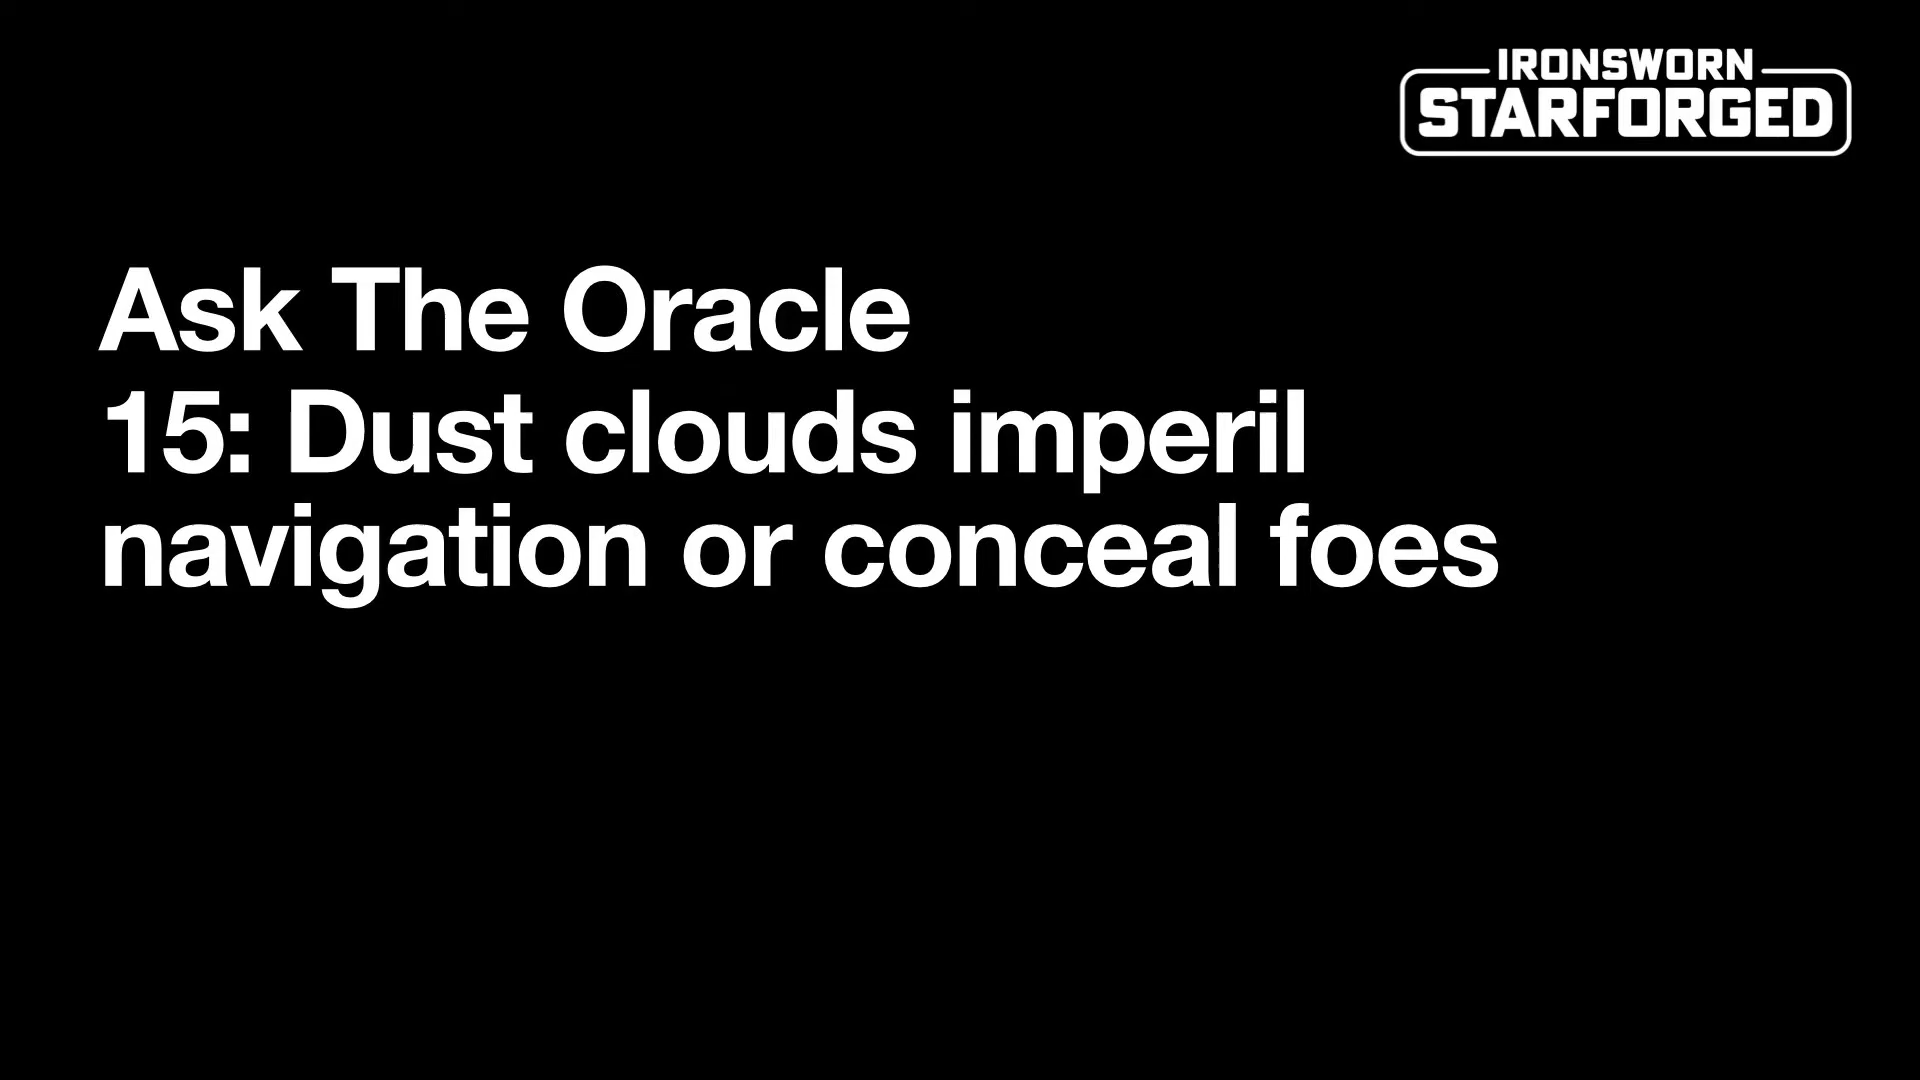 IRONSWORN
STARFORGED
Ask The Oracle
15: Dust clouds imperil
navigation or conceal foes